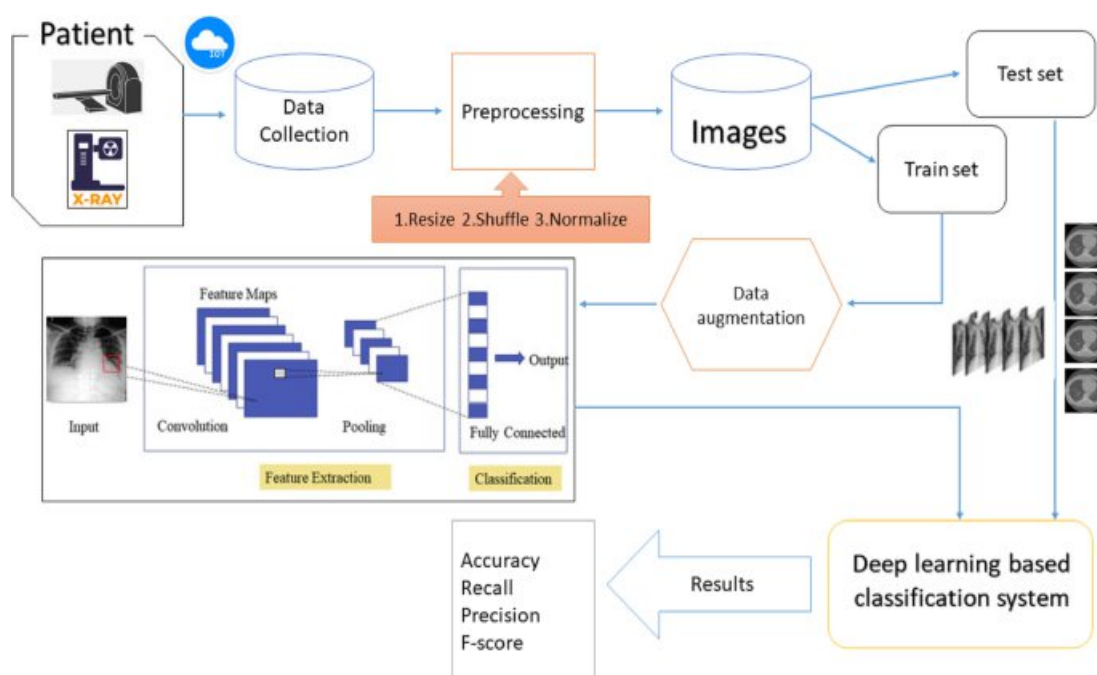 Patient
107
X-RAY
Data
Collection
Preprocessing
Images
Test set
Train set
1.Resize 2.Shuffle 3.Normalize
Data
augmentation
Feature Maps
Output
Input
Convolution
Pooling
Fully Connected
Feature Extraction
Classification
Accuracy
Recall
Precision
F-score
Results
Deep learning based
classification system